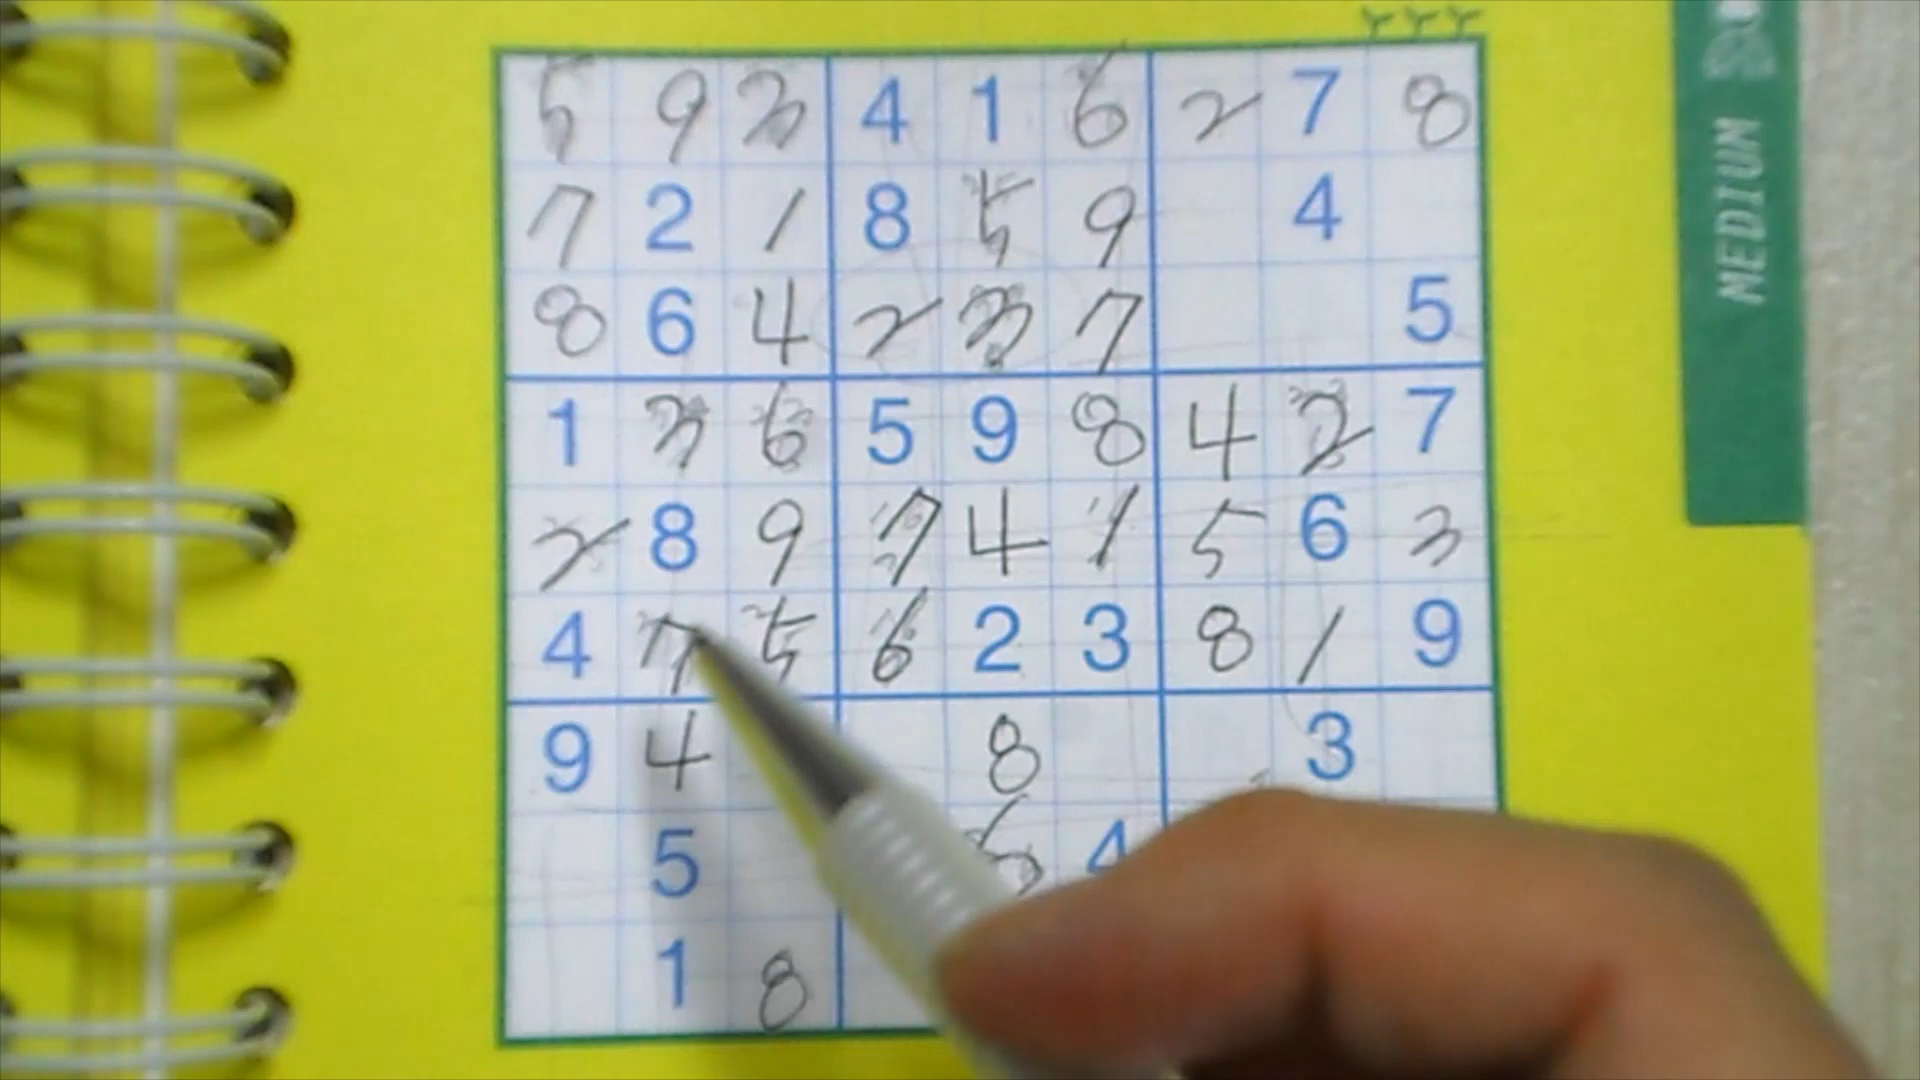 5 9 3 4 1 6 2 7 8
7 2 1 8 5 9 4
8 6 4 2 3 7 5
1 3 6 5 9 8 4 2 7
2 8 9 7 4 1 5 6 3
4 7 5 6 2 3 8 1 9
9 4 8 3
5 6 4
1 8
MEDIUM